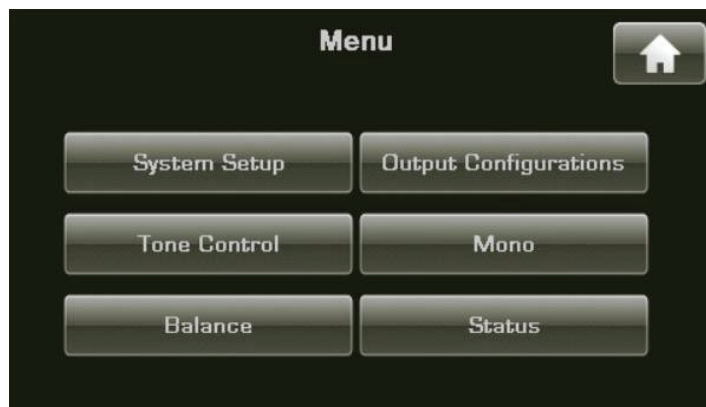 Menu
System Setup
Output Configurations
Tone Control
Mono
Balance
Status